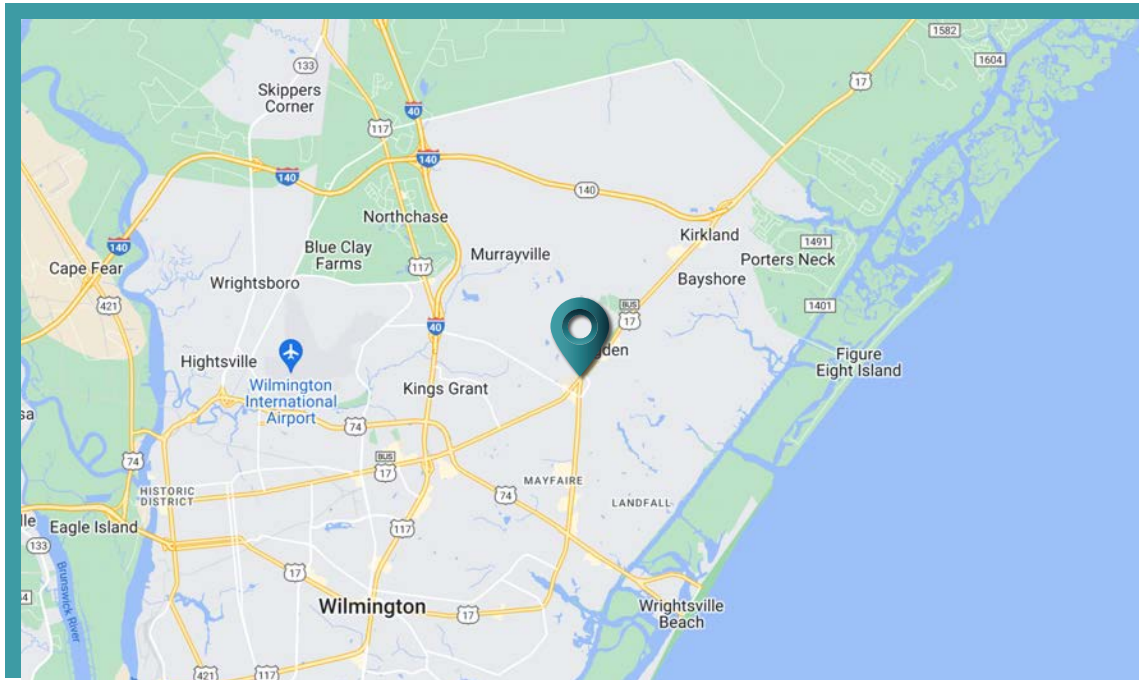 1582
1604
133
17
Skippers
Corner
40
117
140
140
140
Northchase
Kirkland
1491
Blue Clay
Farms
Murrayville
Porters Neck
140
Cape Fear
117
Bayshore
Wrightsboro
421
BUS
17
1401
40
Hightsville
Figure
Eight Island
Wilmington
International
Airport
Kings Grant
74
BUS
17
74
MAYFAIRE
HISTORIC
DISTRICT
74
LANDFALL
Eagle Island
117
133
17
Brunswick River
Wilmington
17
Wrightsville
Beach
421
117